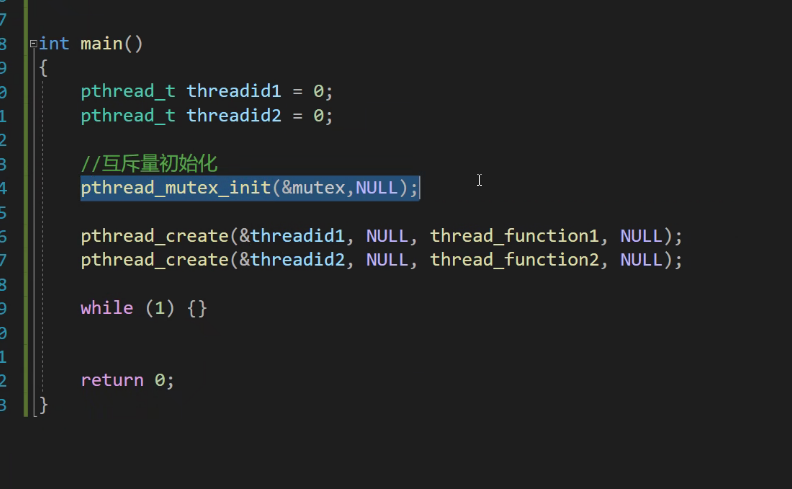 7
8 int main()
9 {
0 pthread_t threadid1 = 0;
1 pthread_t threadid2 = 0;
2
3 //互斥量初始化
4 pthread_mutex_init(&mutex,NULL);
5
6 pthread_create(&threadid1, NULL, thread_function1, NULL);
7 pthread_create(&threadid2, NULL, thread_function2, NULL);
8
9 while (1) {}
0
1
2 return 0;
3 }